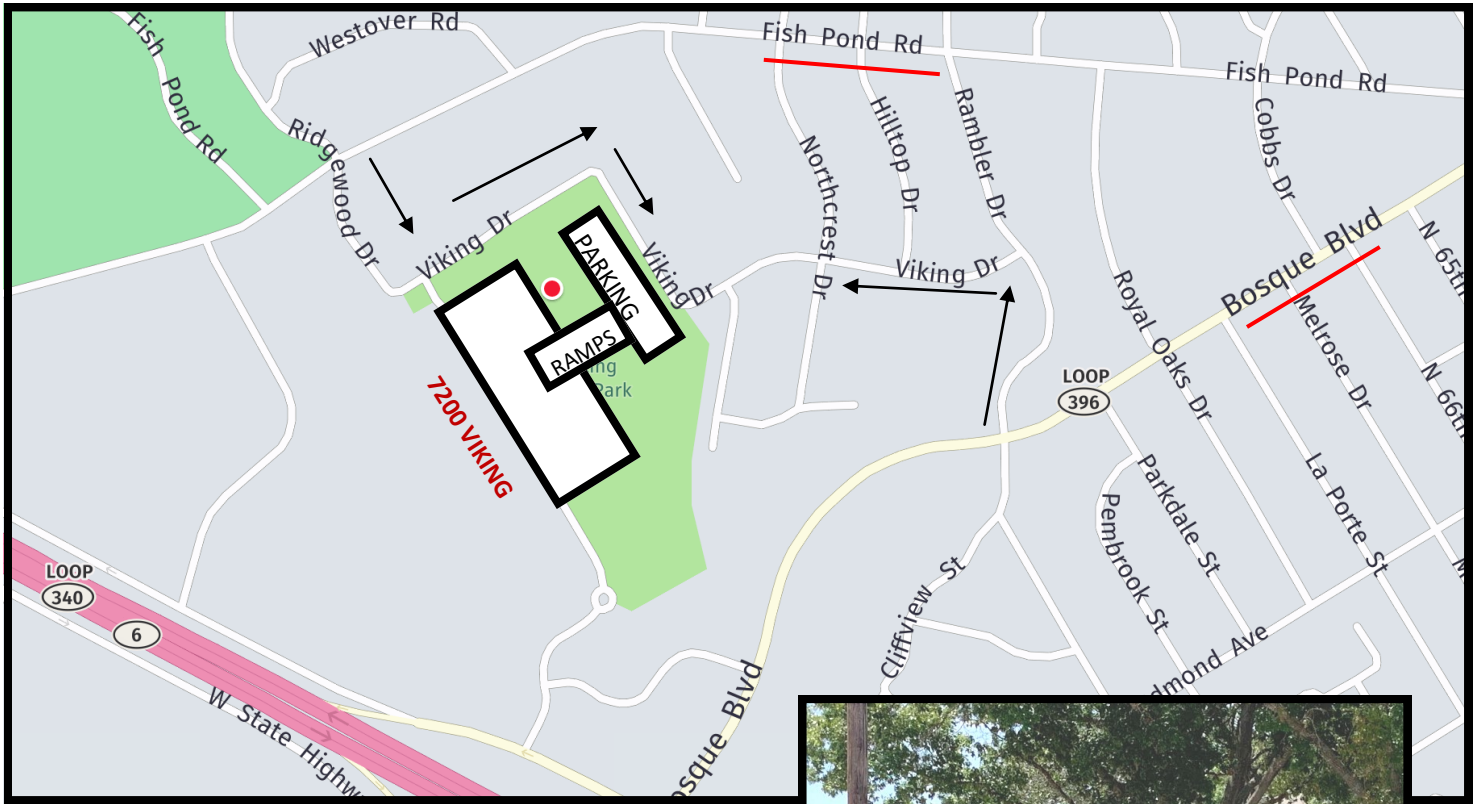 Fish Pond Rd
Westover Rd
Fish Pond Rd
Fish Pond Rd
Ridgewood Dr
Hilltop Dr
Rambler Dr
Cobbs Dr
Northcrest Dr
Viking Dr
Viking Dr
Viking Dr
PARKING
RAMPS
Park
7200 VIKING
Bosque Blvd
N 65th
Royal Oaks Dr
Melrose Dr
LOOP
396
N 66th
La Porte St
Parkdale St
Pembrook St
Cliffview St
LOOP
340
6
W State Highw
osque Blvd
dmond Ave